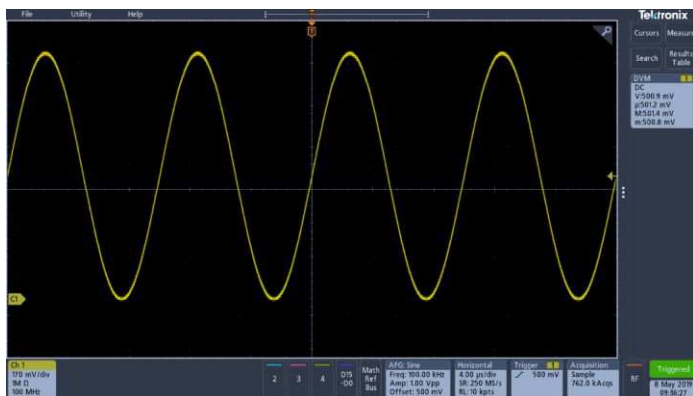 File Utility Help
Tektronix
Cursors Measure
Search Results Table
DVM 1
DC
V:500.9 mV
μ:501.2 mV
M:501.4 mV
m:500.8 mV
T
C1
Ch 1
170 mV/div
1M Ω
100 MHz
2
3
4
D15
-D0
Math
Ref
Bus
AFG: Sine
Freq: 100.00 kHz
Amp: 1.00 Vpp
Offset: 500 mV
Horizontal
4.00 μs/div
SR: 250 MS/s
RL: 10 kpts
Trigger 1
500 mV
Acquisition
Sample
762.0 kAcqs
RF
Triggered
8 May 2019
09:36:27